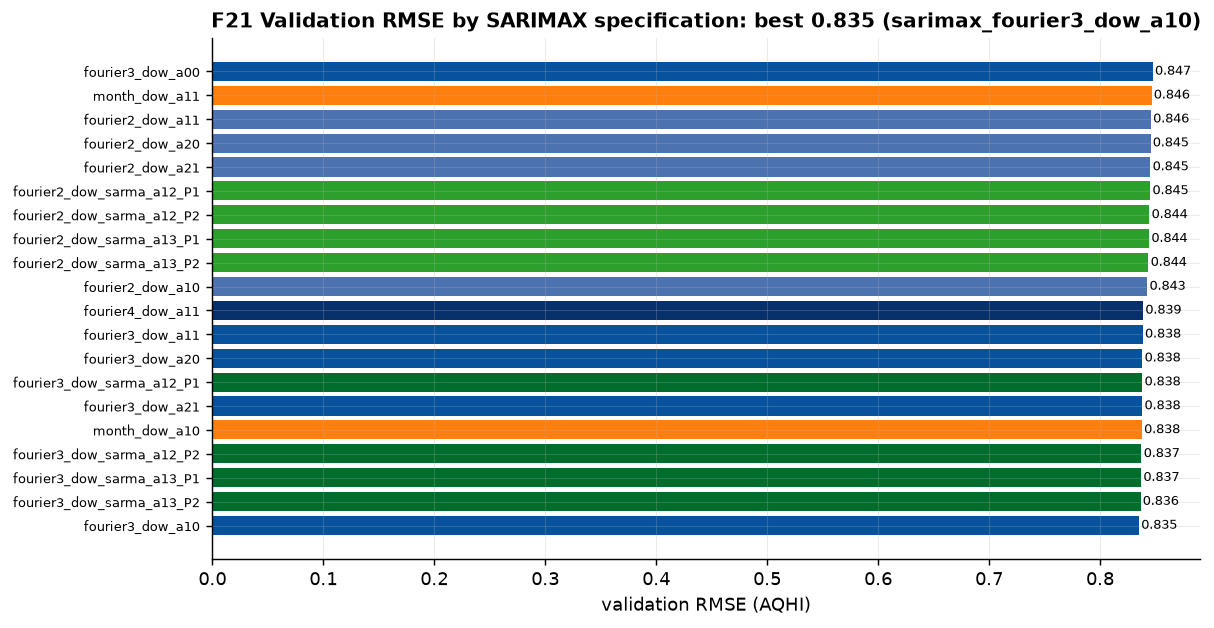 F21 Validation RMSE by SARIMAX specification: best 0.835 (sarimax_fourier3_dow_a10)
fourier3_dow_a00 0.847
month_dow_a11 0.846
fourier2_dow_a11 0.846
fourier2_dow_a20 0.845
fourier2_dow_a21 0.845
fourier2_dow_sarma_a12_P1 0.845
fourier2_dow_sarma_a12_P2 0.844
fourier2_dow_sarma_a13_P1 0.844
fourier2_dow_sarma_a13_P2 0.844
fourier2_dow_a10 0.843
fourier4_dow_a11 0.839
fourier3_dow_a11 0.838
fourier3_dow_a20 0.838
fourier3_dow_sarma_a12_P1 0.838
fourier3_dow_a21 0.838
month_dow_a10 0.838
fourier3_dow_sarma_a12_P2 0.837
fourier3_dow_sarma_a13_P1 0.837
fourier3_dow_sarma_a13_P2 0.836
fourier3_dow_a10 0.835
0.0 0.1 0.2 0.3 0.4 0.5 0.6 0.7 0.8
validation RMSE (AQHI)